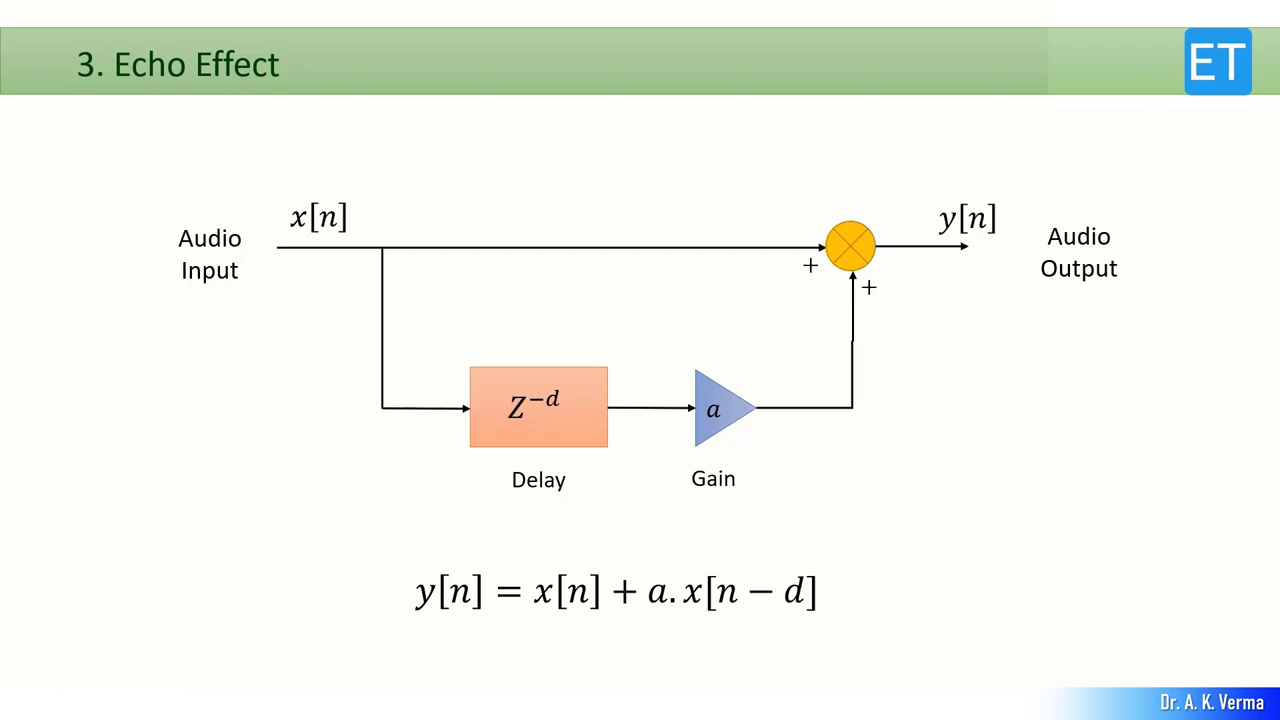 3. Echo Effect
ET
x[n]
y[n]
Audio
Input
Audio
Output
+
+
Z^{-d}
a
Delay
Gain
y[n] = x[n] + a. x[n − d]
Dr. A. K. Verma